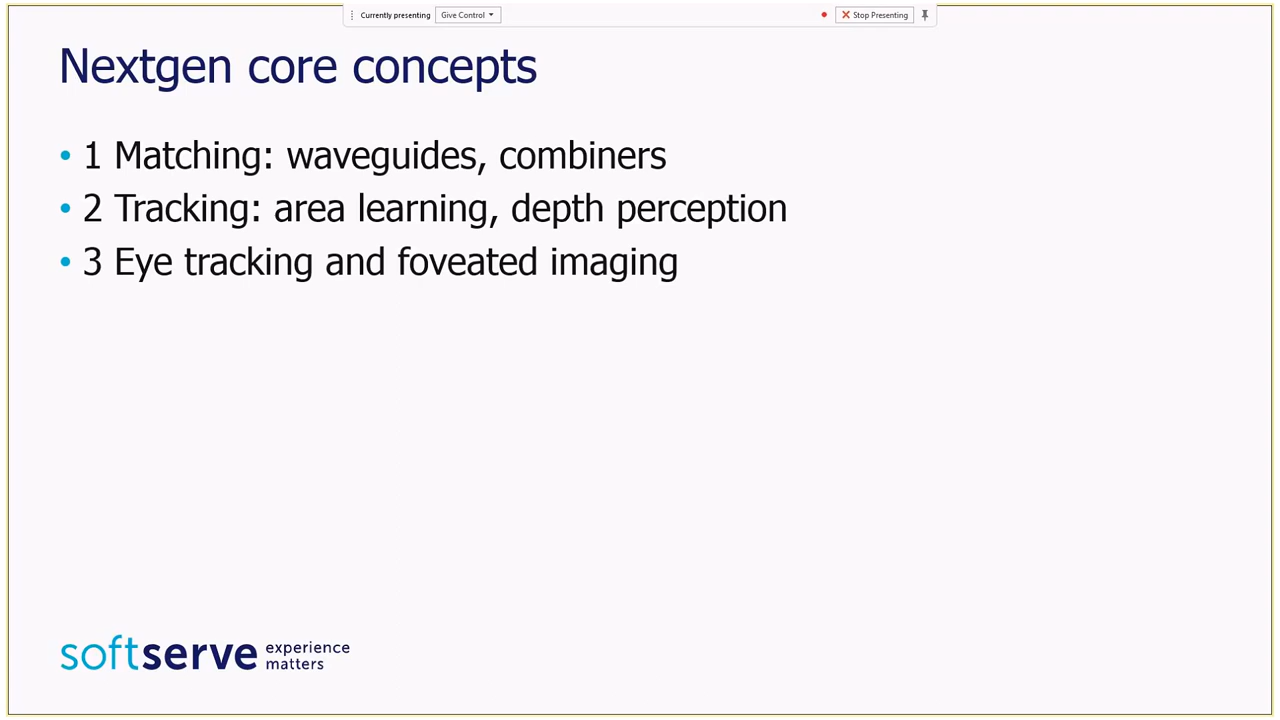 Currently presenting Give Control Stop Presenting
Nextgen core concepts
• 1 Matching: waveguides, combiners
• 2 Tracking: area learning, depth perception
• 3 Eye tracking and foveated imaging
softserve experience matters